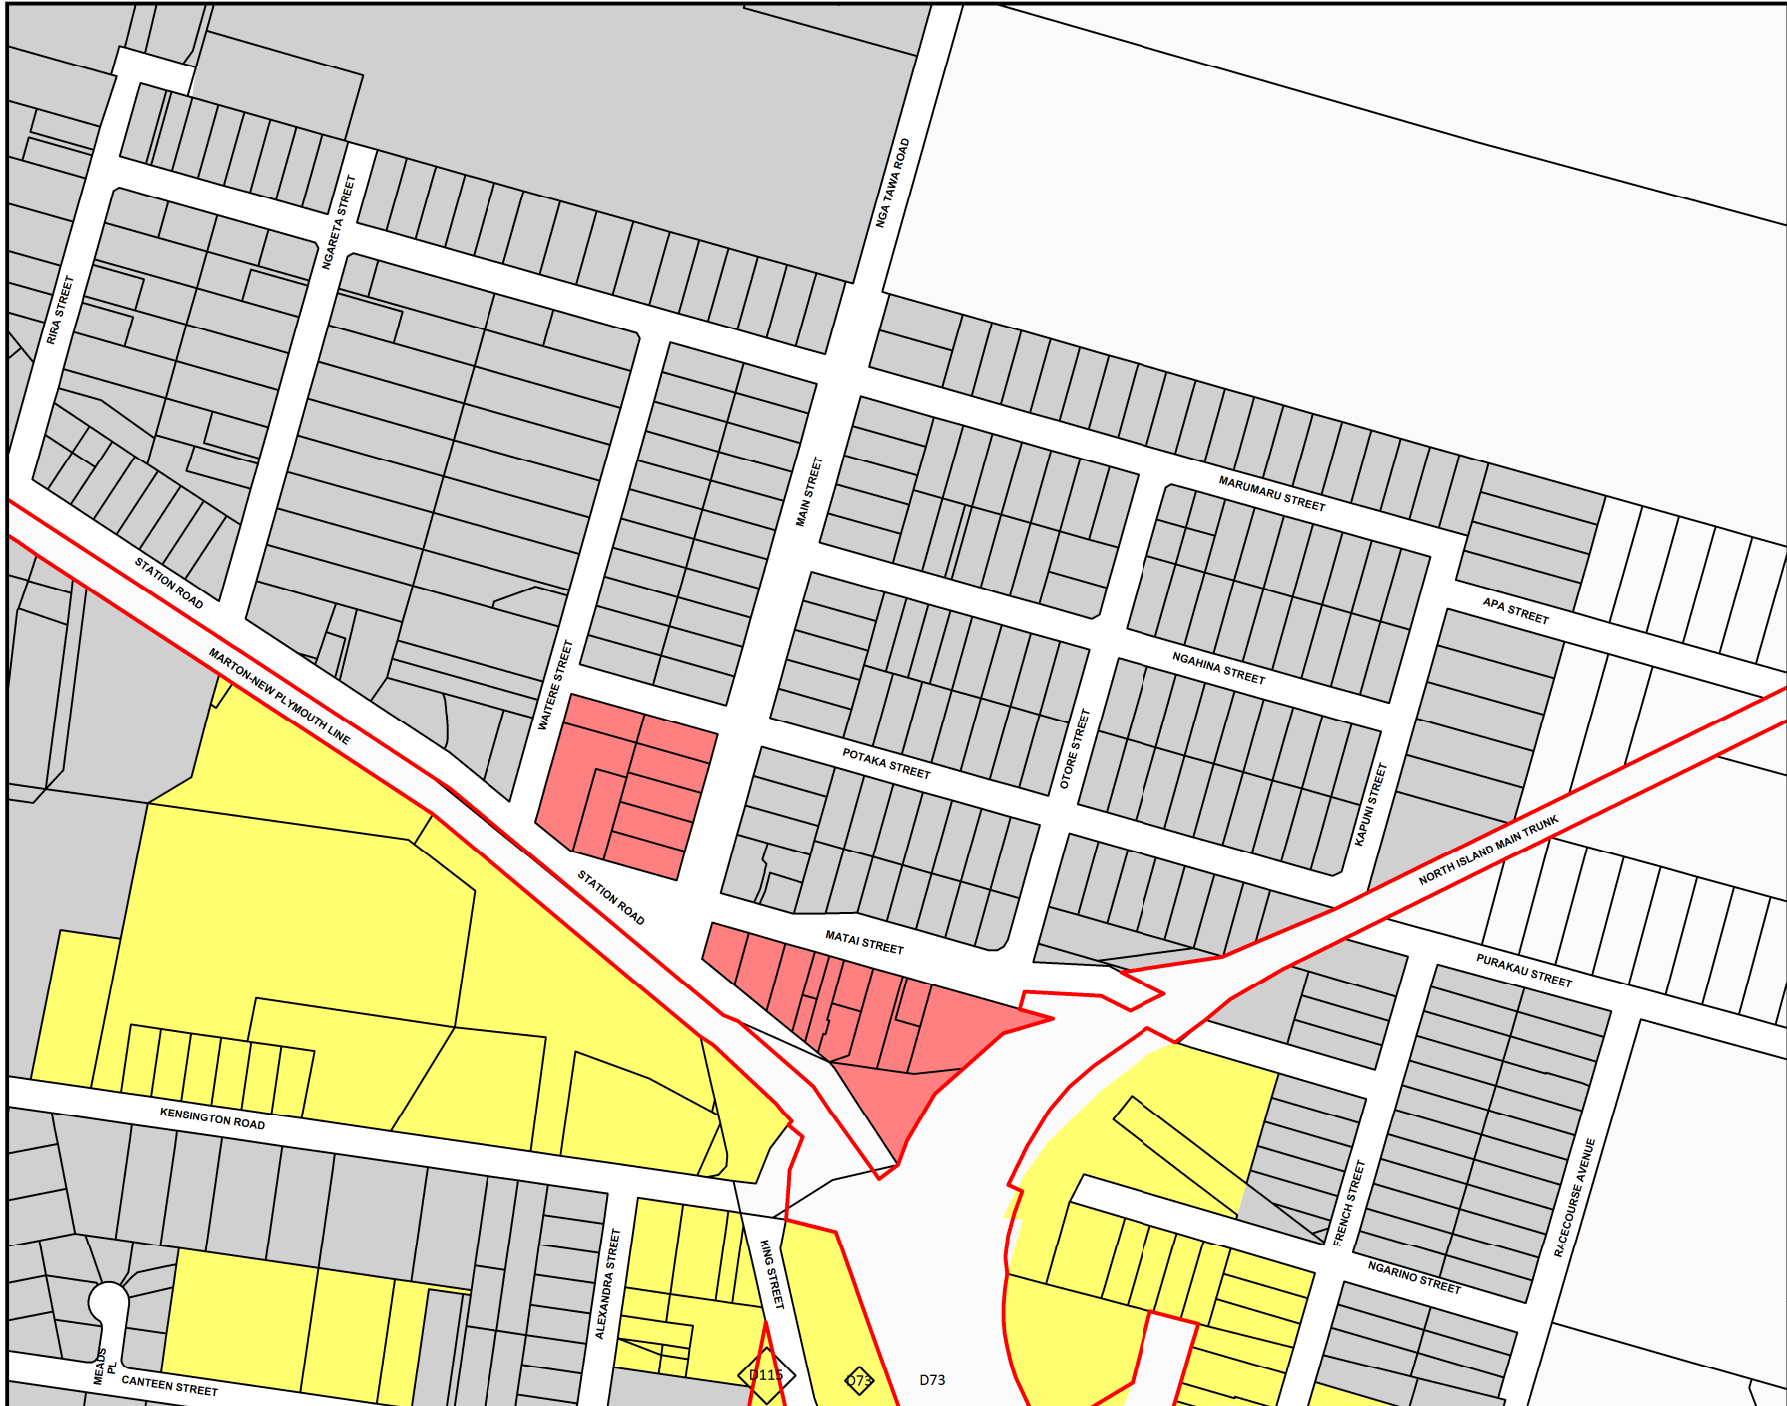 NGA TAWA ROAD
NGARETA STREET
RIRA STREET
MAIN STREET
MARUMARU STREET
STATION ROAD
APA STREET
MARTON-NEW PLYMOUTH LINE
WAITERE STREET
NGAHINA STREET
POTAKA STREET
OTORE STREET
KAPUNI STREET
NORTH ISLAND MAIN TRUNK
STATION ROAD
MATAI STREET
PURAKAU STREET
KENSINGTON ROAD
FRENCH STREET
RACECOURSE AVENUE
KING STREET
ALEXANDRA STREET
NGARINO STREET
MEADS
PL
CANTEEN STREET
D115
D73
D73